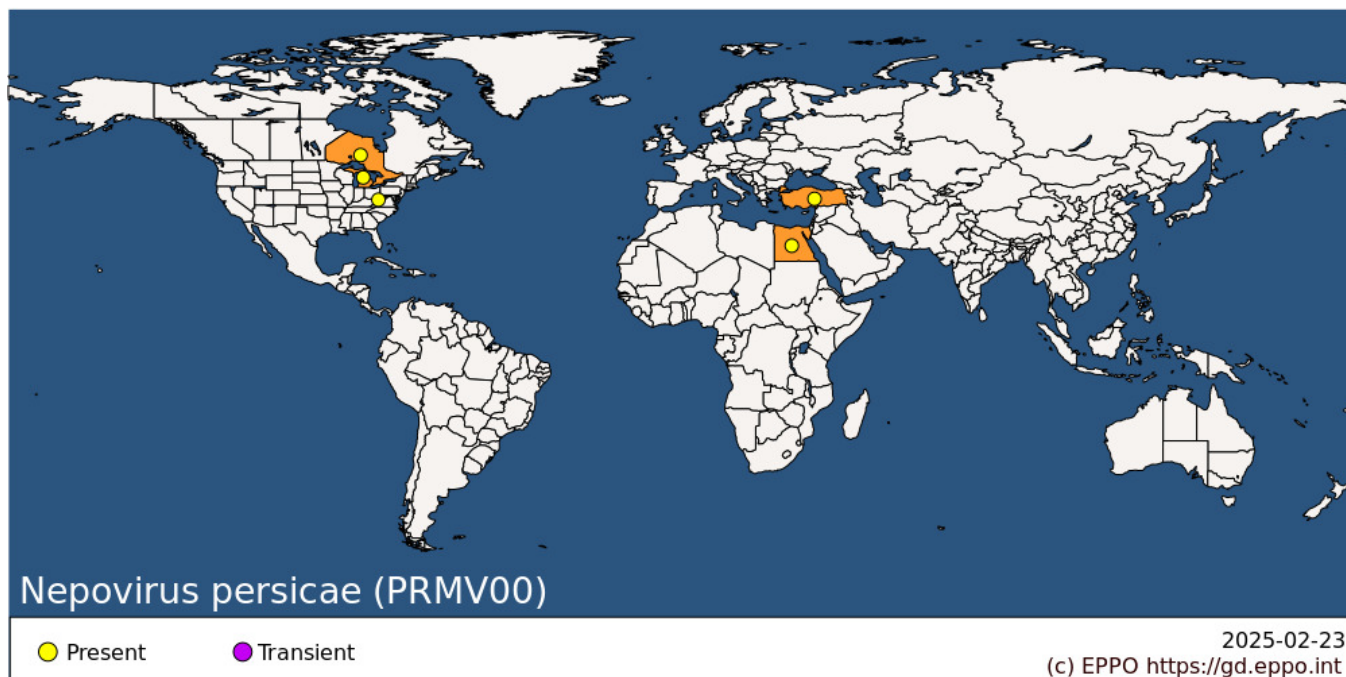 Nepovirus persicae (PRMV00)
Present
Transient
2025-02-23
(c) EPPO https://gd.eppo.int